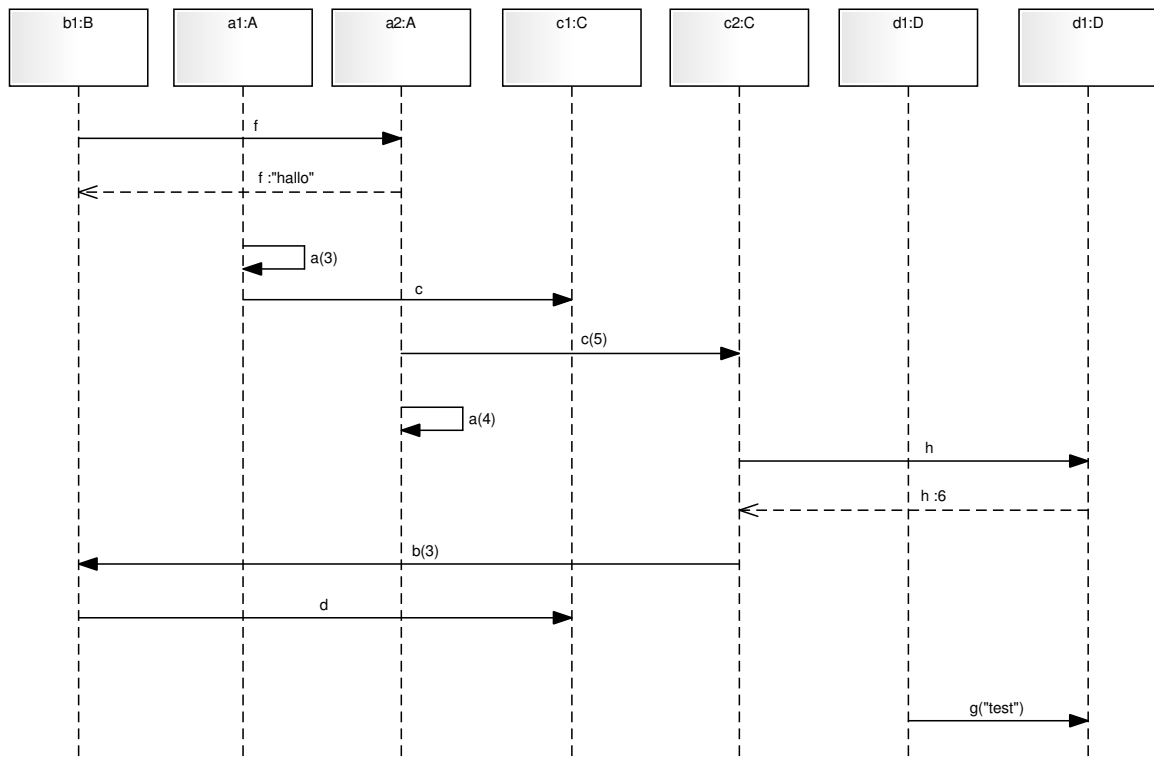 b1:B
a1:A
a2:A
c1:C
c2:C
d1:D
d1:D
f
f :"hallo"
a(3)
c
c(5)
a(4)
h
h :6
b(3)
d
g("test")